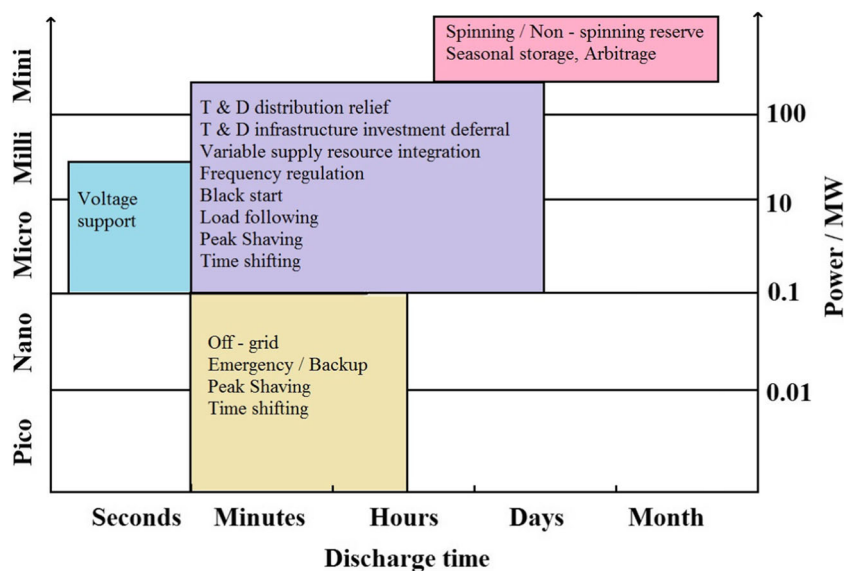 Spinning / Non - spinning reserve
Seasonal storage, Arbitrage
T & D distribution relief
T & D infrastructure investment deferral
Variable supply resource integration
Frequency regulation
Black start
Load following
Peak Shaving
Time shifting
Voltage
support
Off - grid
Emergency / Backup
Peak Shaving
Time shifting
Mini
Milli
Micro
Nano
Pico
100
10
0.1
0.01
Power / MW
Seconds Minutes Hours Days Month
Discharge time